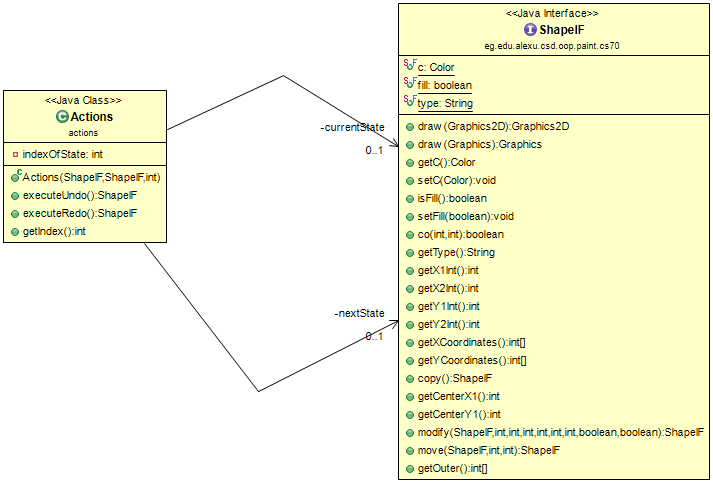 <<Java Class>>
Actions
actions
indexOfState: int
Actions(ShapeIF,ShapeIF,int)
executeUndo():ShapeIF
executeRedo():ShapeIF
getIndex():int
-currentState
0..1
-nextState
0..1
<<Java Interface>>
ShapeIF
eg.edu.alexu.csd.oop.paint.cs70
c: Color
fill: boolean
type: String
draw (Graphics2D):Graphics2D
draw (Graphics):Graphics
getC():Color
setC(Color):void
isFill():boolean
setFill(boolean):void
co(int,int):boolean
getType():String
getX1Int():int
getX2Int():int
getY1Int():int
getY2Int():int
getXCoordinates():int[]
getYCoordinates():int[]
copy():ShapeIF
getCenterX1():int
getCenterY1():int
modify(ShapeIF,int,int,int,int,int,int,boolean,boolean):ShapeIF
move(ShapeIF,int,int):ShapeIF
getOuter():int[]